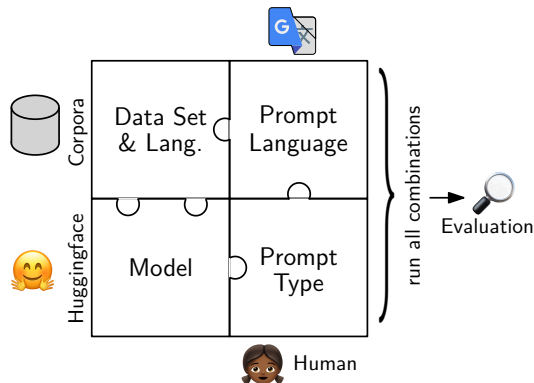 G
Corpora
Data Set
& Lang.
Prompt
Language
run all combinations
Evaluation
Huggingface
Model
Prompt
Type
Human